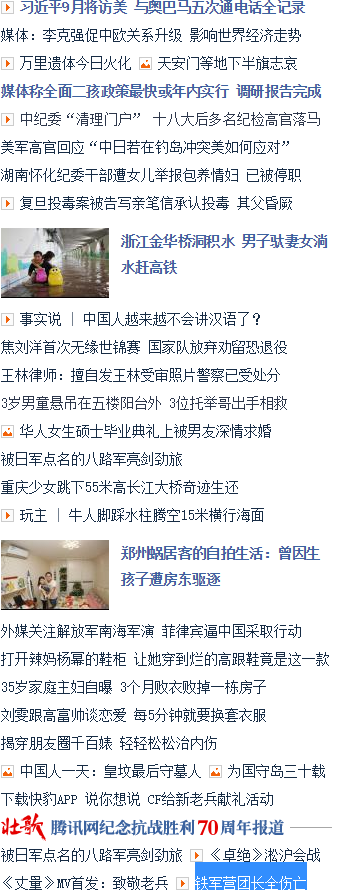 习近平9月将访美 与奥巴马五次通电话全记录
媒体：李克强促中欧关系升级 影响世界经济走势
万里遗体今日火化 天安门等地下半旗志哀
媒体称全面二孩政策最快或年内实行 调研报告完成
中纪委“清理门户” 十八大后多名纪检高官落马
美军高官回应“中日若在钓岛冲突美如何应对”
湖南怀化纪委干部遭女儿举报包养情妇 已被停职
复旦投毒案被告写亲笔信承认投毒 其父昏厥
浙江金华桥洞积水 男子驮妻女淌
水赶高铁
事实说 | 中国人越来越不会讲汉语了？
焦刘洋首次无缘世锦赛 国家队放弃劝留恐退役
王林律师：擅自发王林受审照片警察已受处分
3岁男童悬吊在五楼阳台外 3位托举哥出手相救
华人女生硕士毕业典礼上被男友深情求婚
被日军点名的八路军亮剑劲旅
重庆少女跳下55米高长江大桥奇迹生还
玩主 | 牛人脚踩水柱腾空15米横行海面
郑州蜗居客的自拍生活：曾因生
孩子遭房东驱逐
外媒关注解放军南海军演 菲律宾逼中国采取行动
打开辣妈杨幂的鞋柜 让她穿到烂的高跟鞋竟是这一款
35岁家庭主妇自曝 3个月败衣败掉一栋房子
刘雯跟高富帅谈恋爱 每5分钟就要换套衣服
揭穿朋友圈千百婊 轻轻松松治内伤
中国人一天：皇坟最后守墓人 为国守岛三十载
下载快豹APP 说你想说 CF给新老兵献礼活动
壮歌 腾讯网纪念抗战胜利70周年报道
被日军点名的八路军亮剑劲旅 《卓绝》淞沪会战
《丈量》MV首发：致敬老兵 铁军营团长全伤亡